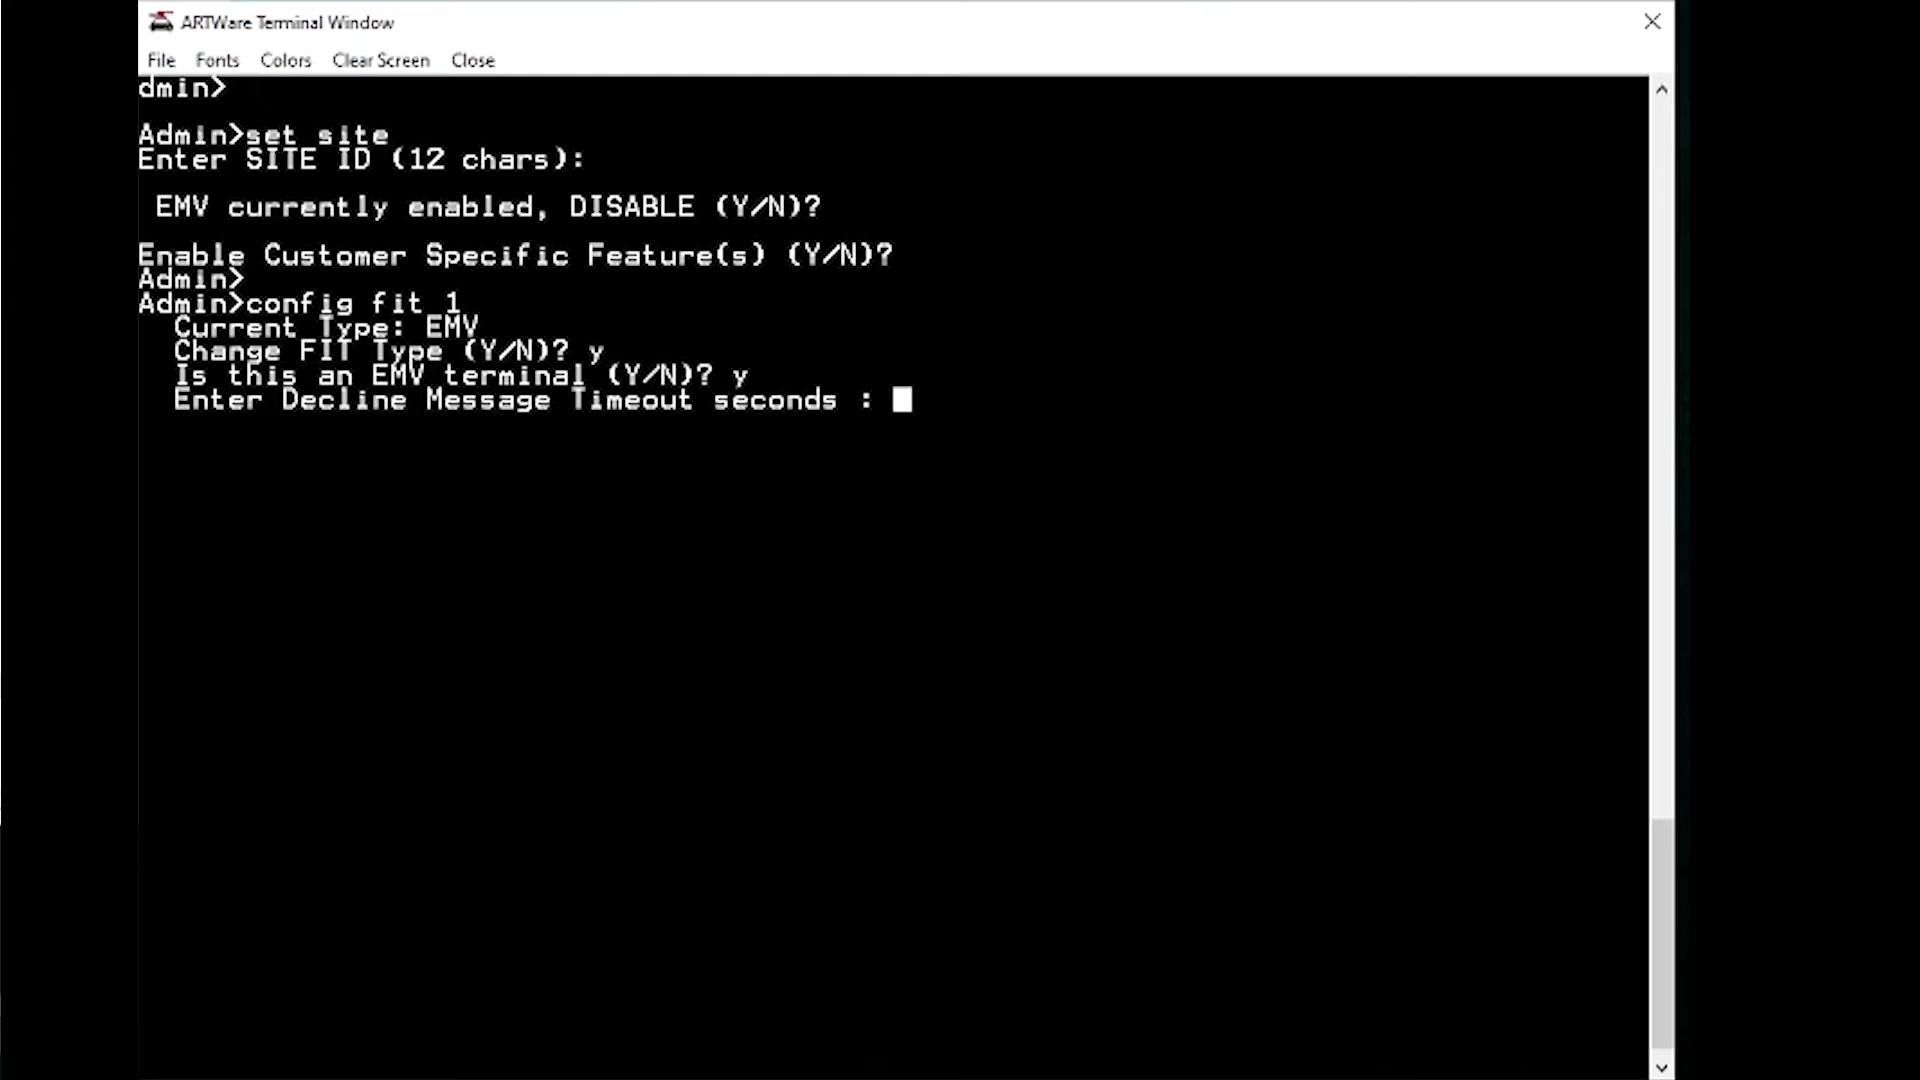 ARTWare Terminal Window
File Fonts Colors Clear Screen Close
dmin>
Admin>set site
Enter SITE ID (12 chars):
EMV currently enabled, DISABLE (Y/N)?
Enable Customer Specific Feature(s) (Y/N)?
Admin>
Admin>config fit 1
Current Type: EMV
Change FIT Type (Y/N)? y
Is this an EMV terminal (Y/N)? y
Enter Decline Message Timeout seconds :